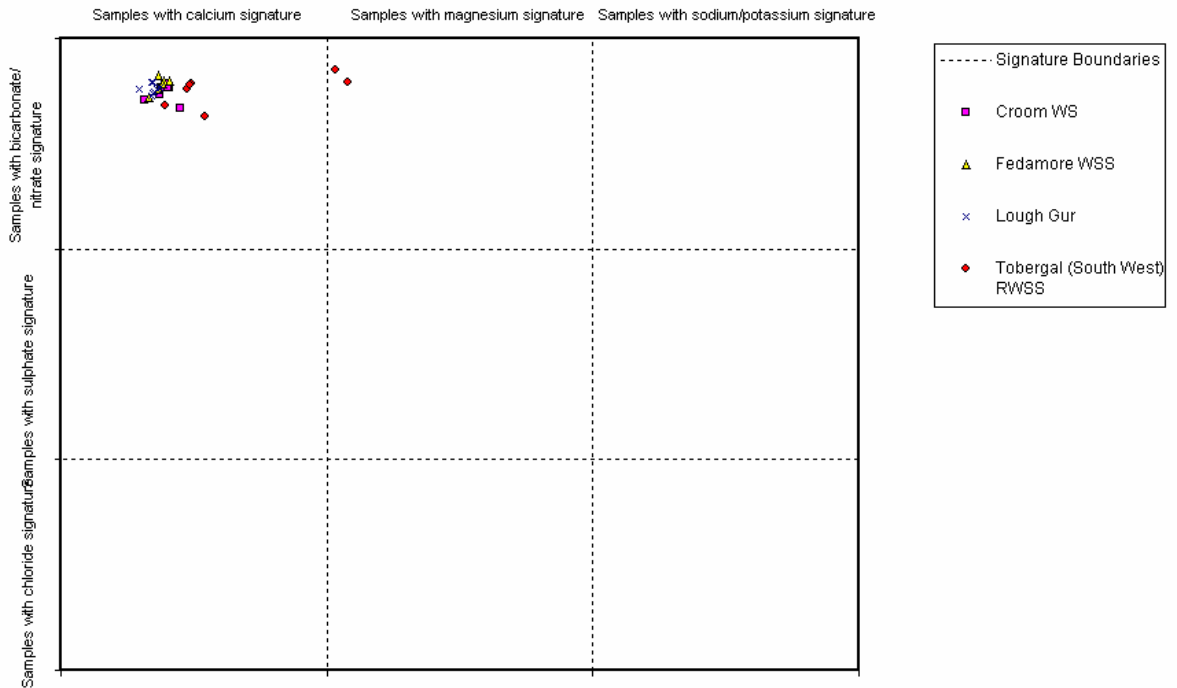 Samples with calcium signature
Samples with magnesium signature
Samples with sodium/potassium signature
Samples with bicarbonate/
nitrate signature
Samples with sulphate signature
Samples with chloride signature
Signature Boundaries
Croom WS
Fedamore WSS
Lough Gur
Tobergal (South West)
RWSS